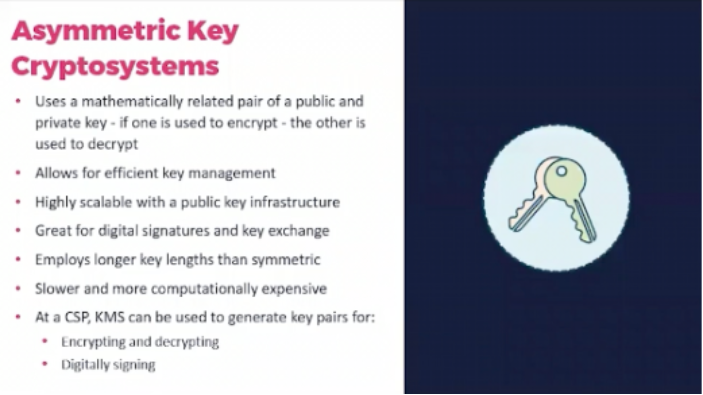 Asymmetric Key
Cryptosystems
• Uses a mathematically related pair of a public and
private key - if one is used to encrypt - the other is
used to decrypt
• Allows for efficient key management
• Highly scalable with a public key infrastructure
• Great for digital signatures and key exchange
• Employs longer key lengths than symmetric
• Slower and more computationally expensive
• At a CSP, KMS can be used to generate key pairs for:
• Encrypting and decrypting
• Digitally signing